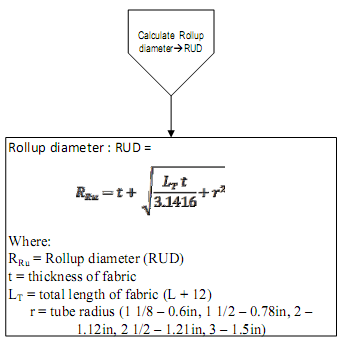 Calculate Rollup
diameter→RUD
Rollup diameter : RUD =
R_Ru = t + √(L_T t / 3.1416 + r²)
Where:
R_Ru = Rollup diameter (RUD)
t = thickness of fabric
L_T = total length of fabric (L + 12)
r = tube radius (1 1/8 – 0.6in, 1 1/2 – 0.78in, 2 –
1.12in, 2 1/2 – 1.21in, 3 – 1.5in)